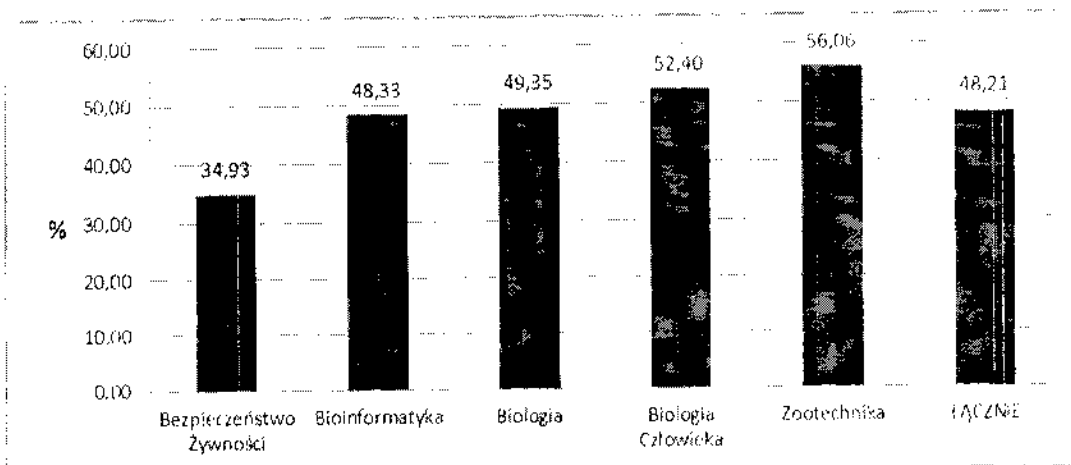 60,00
50,00
40,00
30,00
20,00
10,00
0,00
%
34,93
48,33
49,35
52,40
56,06
48,21
Bezpieczeństwo
Żywności
Bioinformatyka
Biologia
Biologia
Człowieka
Zootechnika
ŁĄCZNIE